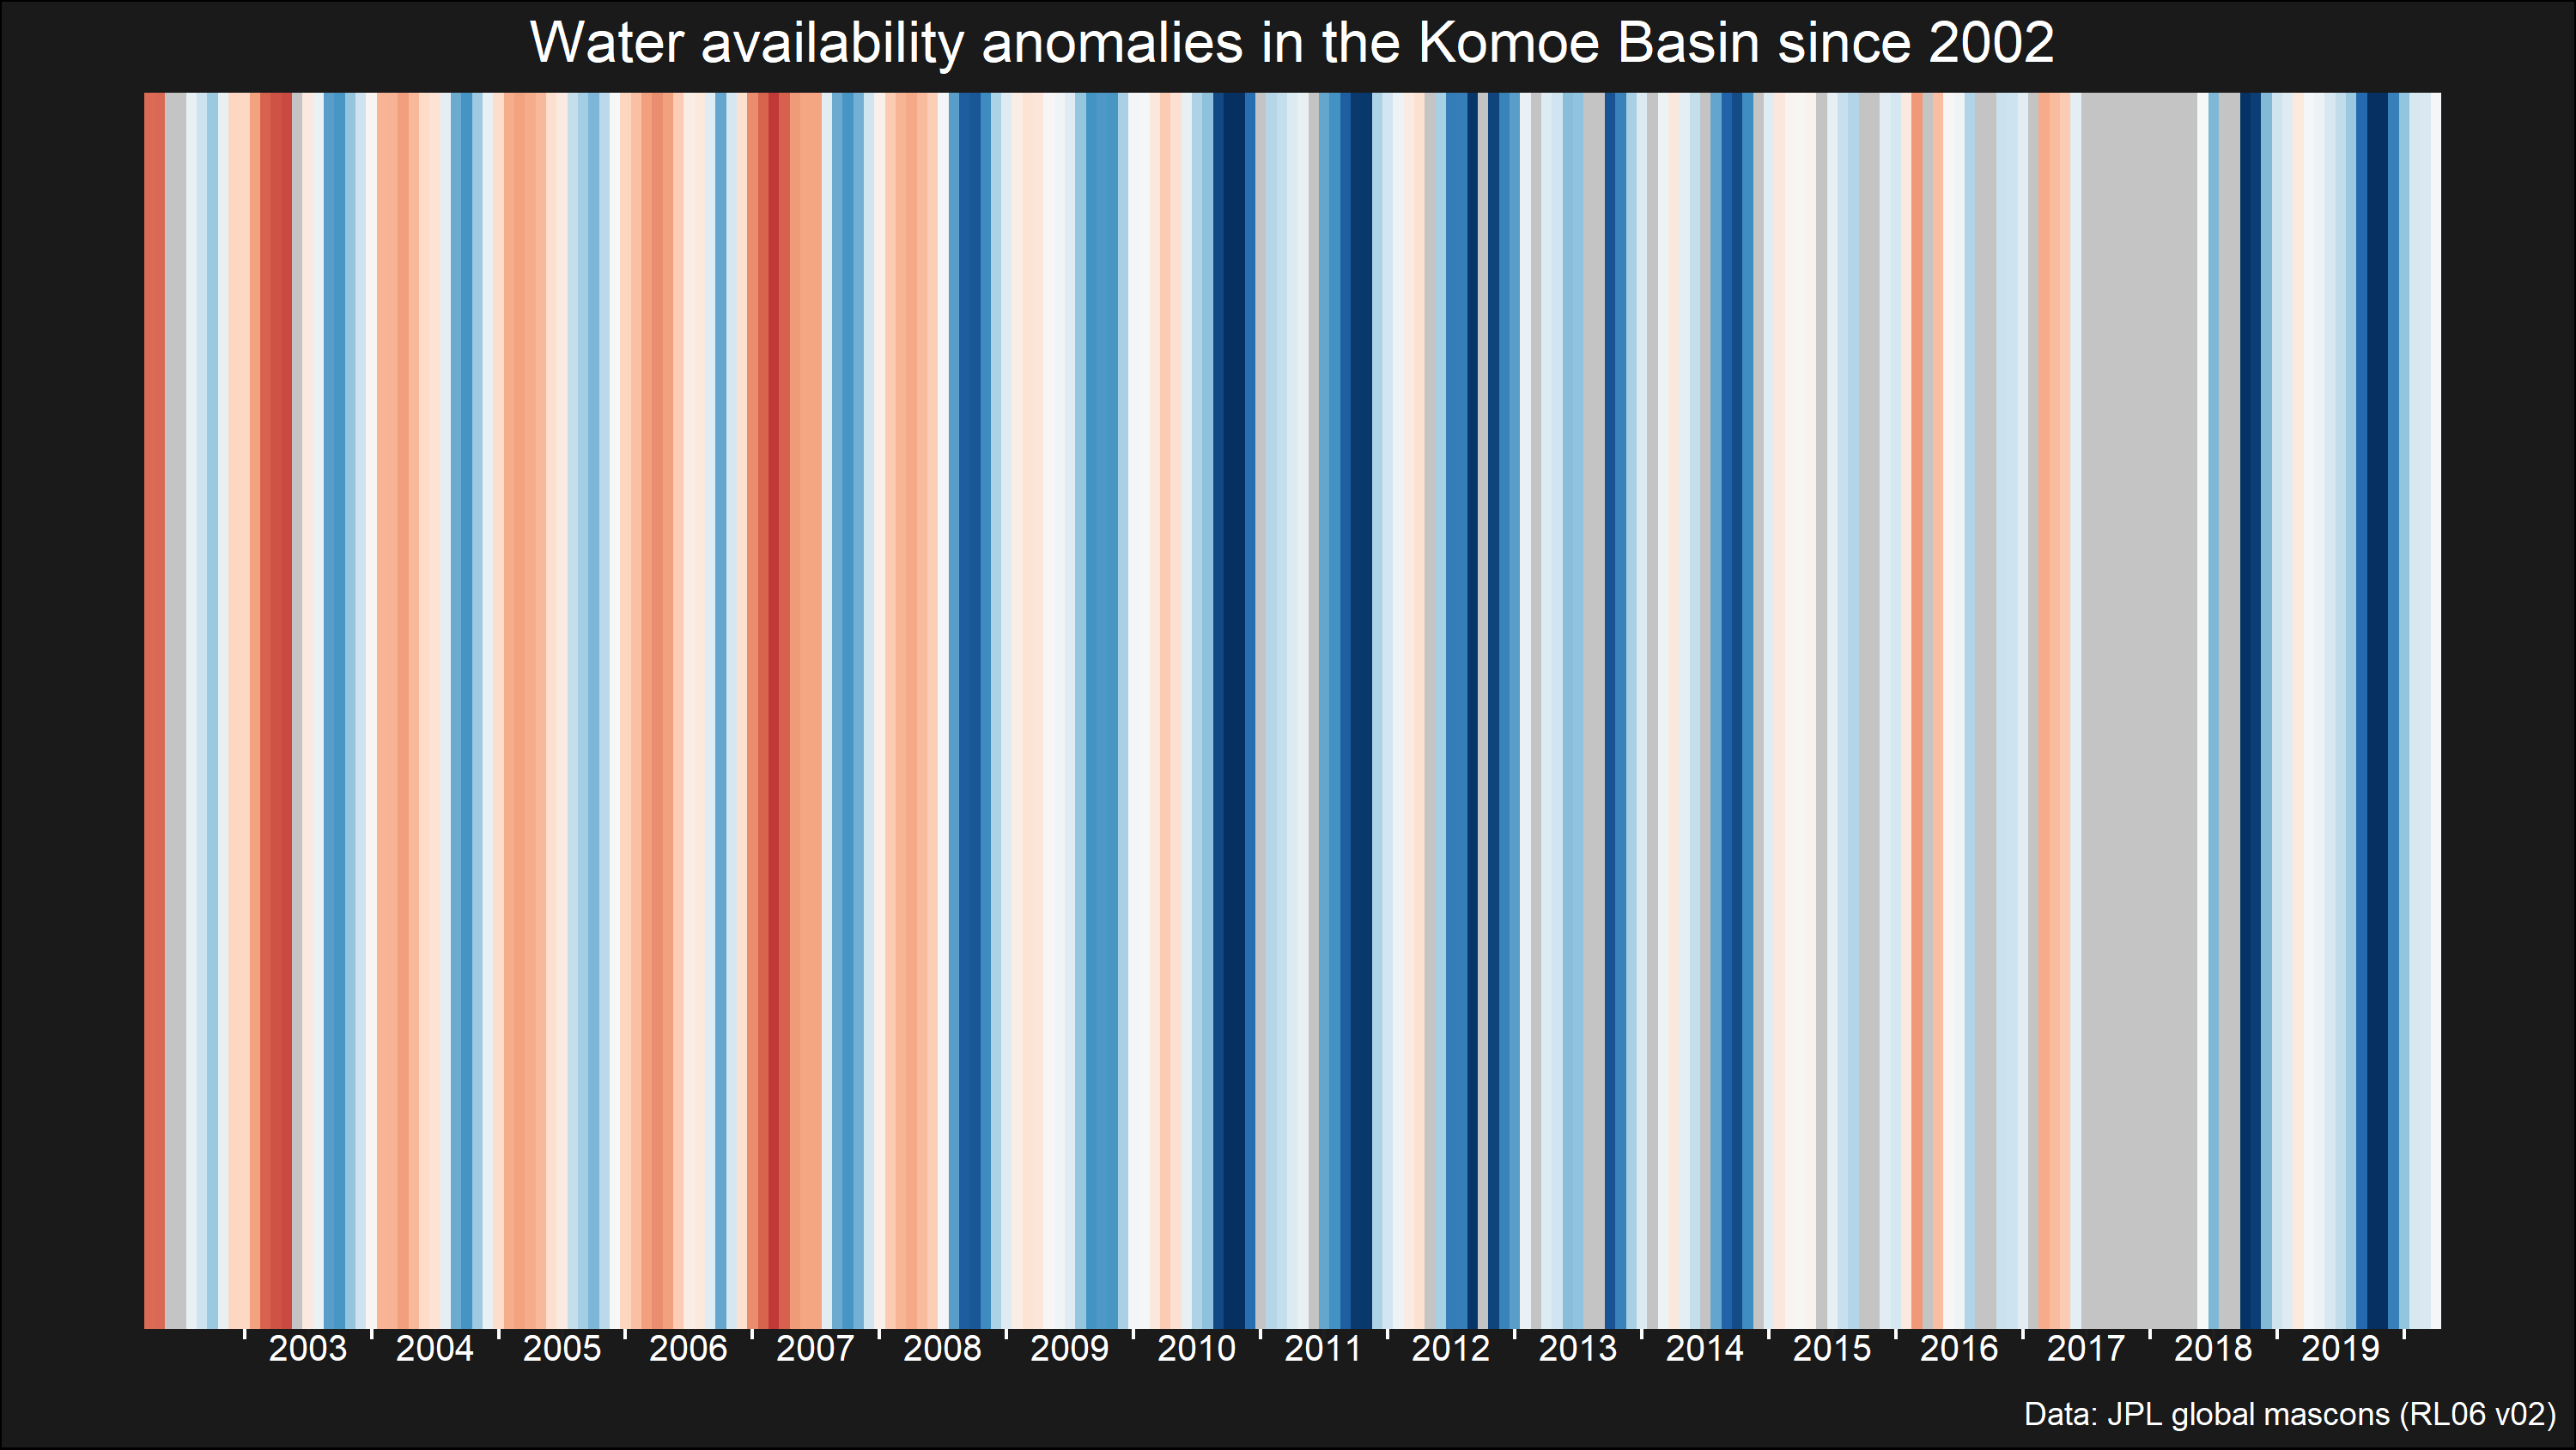 Water availability anomalies in the Komoe Basin since 2002
2003 2004 2005 2006 2007 2008 2009 2010 2011 2012 2013 2014 2015 2016 2017 2018 2019
Data: JPL global mascons (RL06 v02)